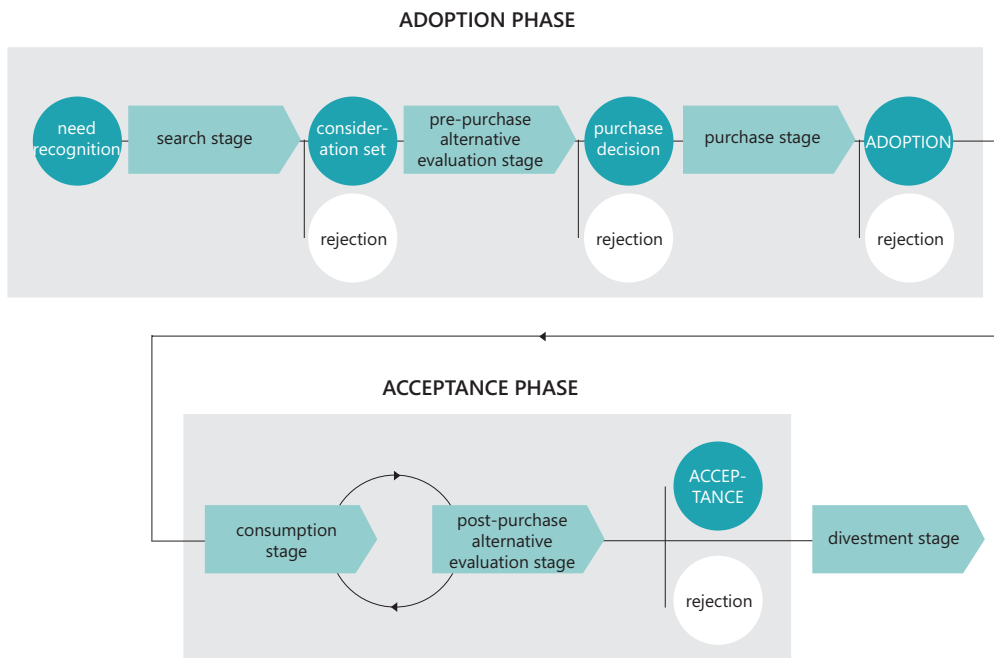 ADOPTION PHASE
need
recognition
search stage
consider-
ation set
pre-purchase
alternative
evaluation stage
purchase
decision
purchase stage
ADOPTION
rejection
rejection
rejection
ACCEPTANCE PHASE
consumption
stage
post-purchase
alternative
evaluation stage
ACCEP-
TANCE
rejection
divestment stage